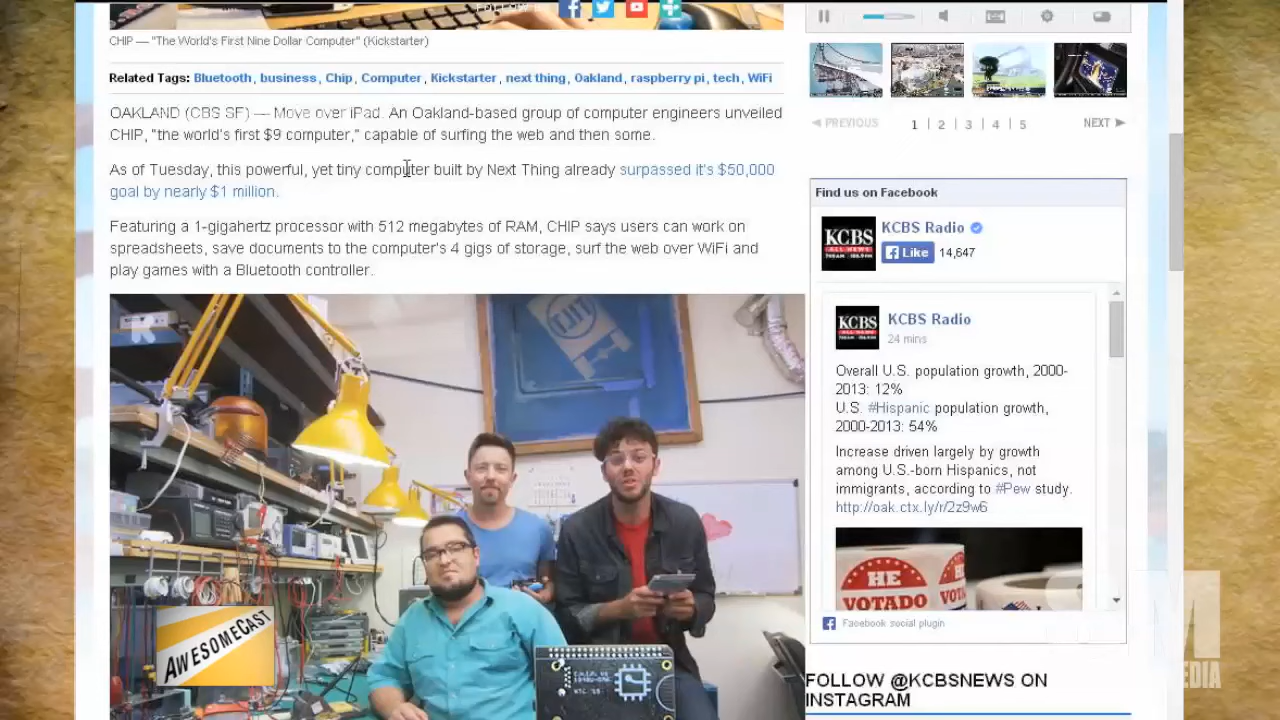 CHIP — "The World's First Nine Dollar Computer" (Kickstarter)
Related Tags: Bluetooth, business, Chip, Computer, Kickstarter, next thing, Oakland, raspberry pi, tech, WiFi
OAKLAND (CBS SF) — Move over iPad. An Oakland-based group of computer engineers unveiled
CHIP, "the world's first $9 computer," capable of surfing the web and then some.
As of Tuesday, this powerful, yet tiny computer built by Next Thing already surpassed it's $50,000
goal by nearly $1 million.
Featuring a 1-gigahertz processor with 512 megabytes of RAM, CHIP says users can work on
spreadsheets, save documents to the computer's 4 gigs of storage, surf the web over WiFi and
play games with a Bluetooth controller.
AWESOMECAST
PREVIOUS 1 | 2 | 3 | 4 | 5 NEXT
Find us on Facebook
KCBS
ALL NEWS
KCBS Radio
Like 14,647
KCBS
KCBS Radio
24 mins
Overall U.S. population growth, 2000-
2013: 12%
U.S. #Hispanic population growth,
2000-2013: 54%
Increase driven largely by growth
among U.S.-born Hispanics, not
immigrants, according to #Pew study.
http://oak.ctx.ly/r/2z9w6
HE
VOTADO
Facebook social plugin
M
EDIA
FOLLOW @KCBSNEWS ON
INSTAGRAM